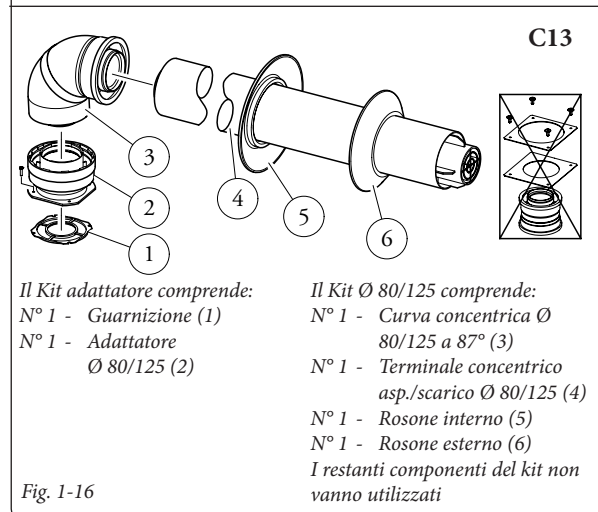 C13
3
2
1
4
5
6
Il Kit adattatore comprende:
N° 1 - Guarnizione (1)
N° 1 - Adattatore
Ø 80/125 (2)
Il Kit Ø 80/125 comprende:
N° 1 - Curva concentrica Ø
80/125 a 87° (3)
N° 1 - Terminale concentrico
asp./scarico Ø 80/125 (4)
N° 1 - Rosone interno (5)
N° 1 - Rosone esterno (6)
I restanti componenti del kit non
vanno utilizzati
Fig. 1-16